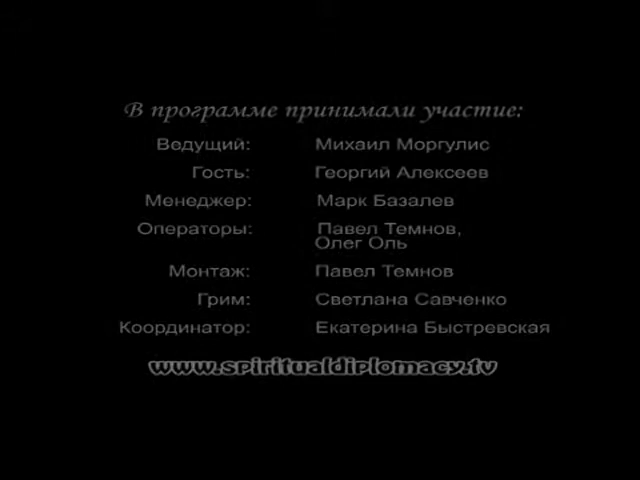 В программе принимали участие:
Ведущий: Михаил Моргулис
Гость: Георгий Алексеев
Менеджер: Марк Базалев
Операторы: Павел Темнов,
Олег Оль
Монтаж: Павел Темнов
Грим: Светлана Савченко
Координатор: Екатерина Быстревская
www.spiritualdiplomacy.tv